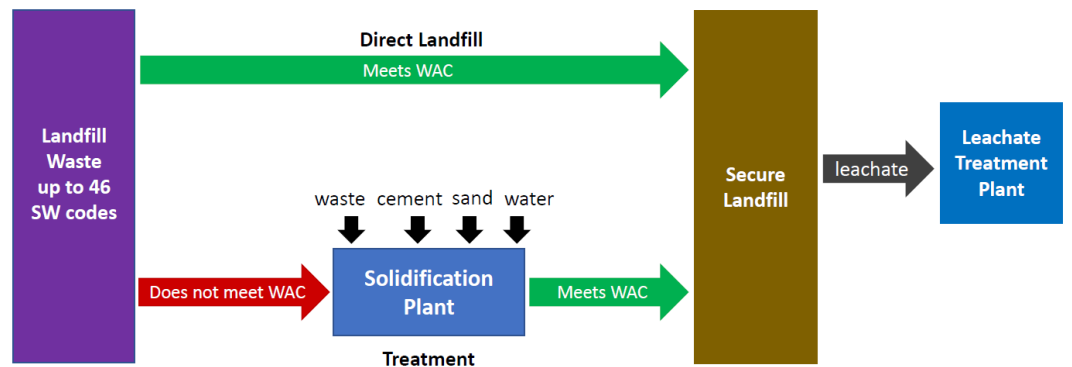 Direct Landfill
Meets WAC
Landfill
Waste
up to 46
SW codes
Secure
Landfill
leachate
Leachate
Treatment
Plant
waste cement sand water
Does not meet WAC
Solidification
Plant
Meets WAC
Treatment